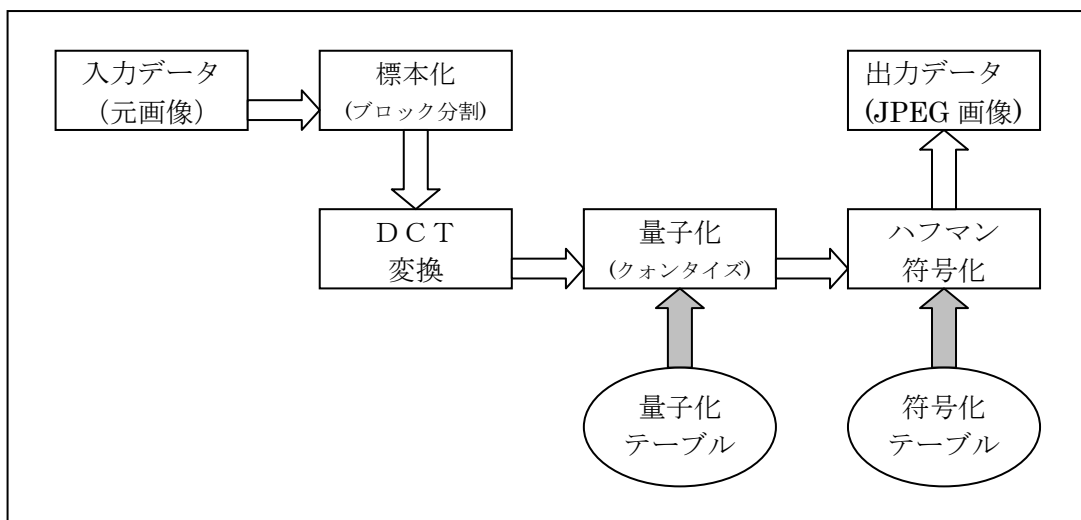 入力データ
(元画像)
標本化
(ブロック分割)
出力データ
(JPEG 画像)
ＤＣＴ
変換
量子化
(クォンタイズ)
ハフマン
符号化
量子化
テーブル
符号化
テーブル